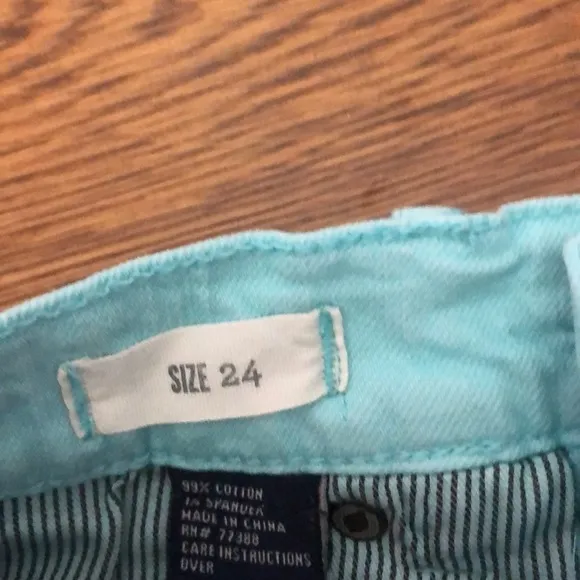 SIZE 24
99% COTTON
1% SPANDEX
MADE IN CHINA
RN# 77388
CARE INSTRUCTIONS
OVER